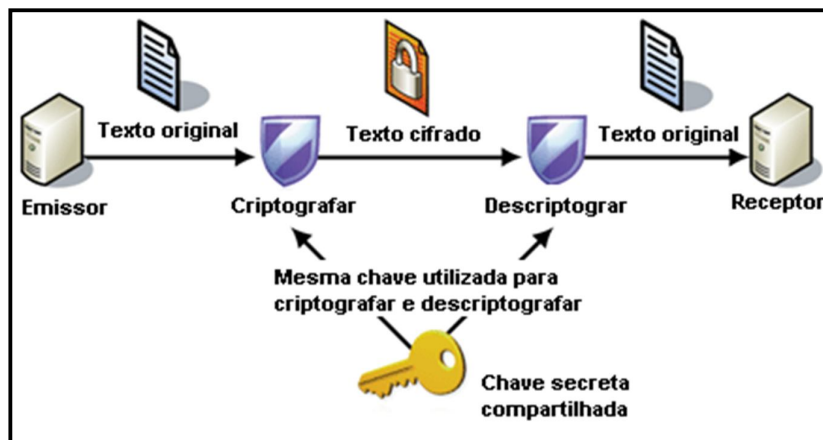 Texto original
Texto cifrado
Texto original
Emissor
Criptografar
Descriptograr
Receptor
Mesma chave utilizada para
criptografar e descriptografar
Chave secreta
compartilhada